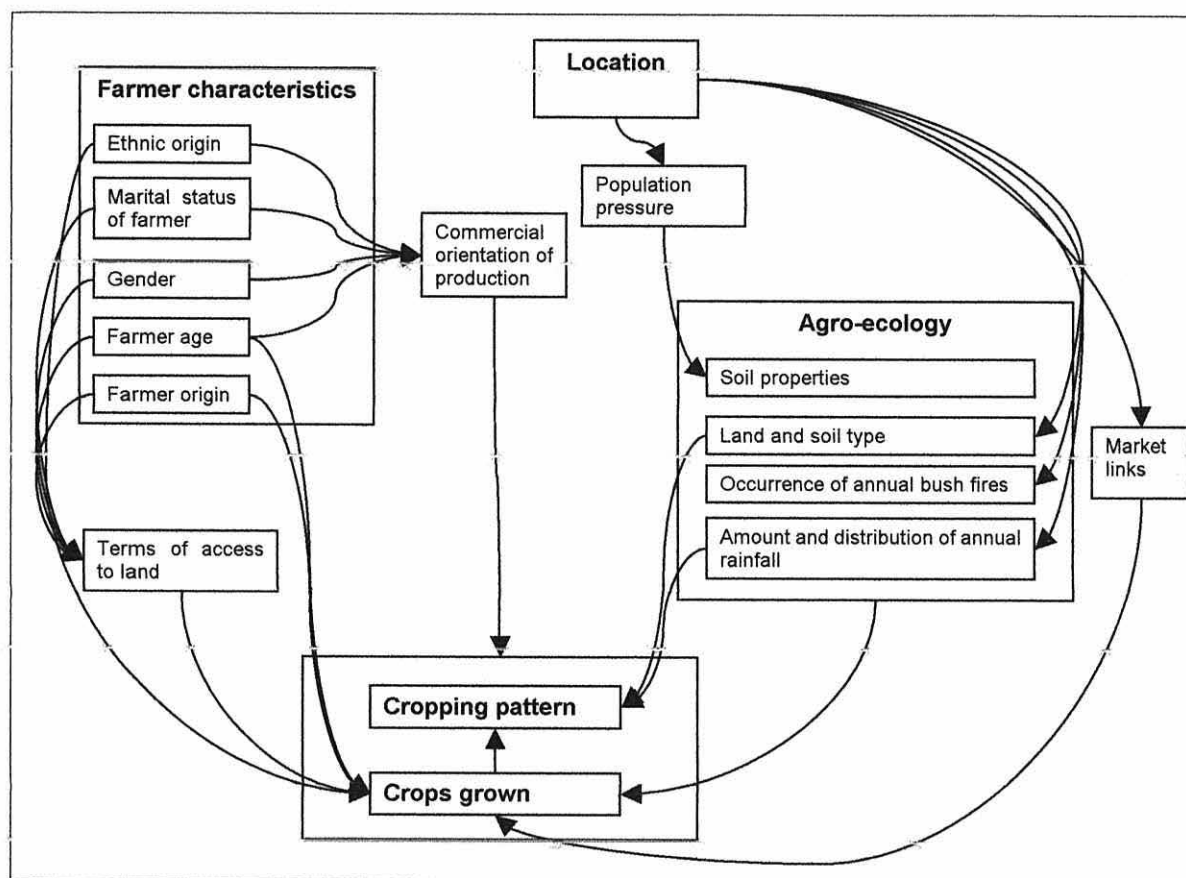 Location
Farmer characteristics
Ethnic origin
Marital status
of farmer
Gender
Farmer age
Farmer origin
Population
pressure
Commercial
orientation of
production
Agro-ecology
Soil properties
Land and soil type
Occurrence of annual bush fires
Amount and distribution of annual
rainfall
Market
links
Terms of access
to land
Cropping pattern
Crops grown